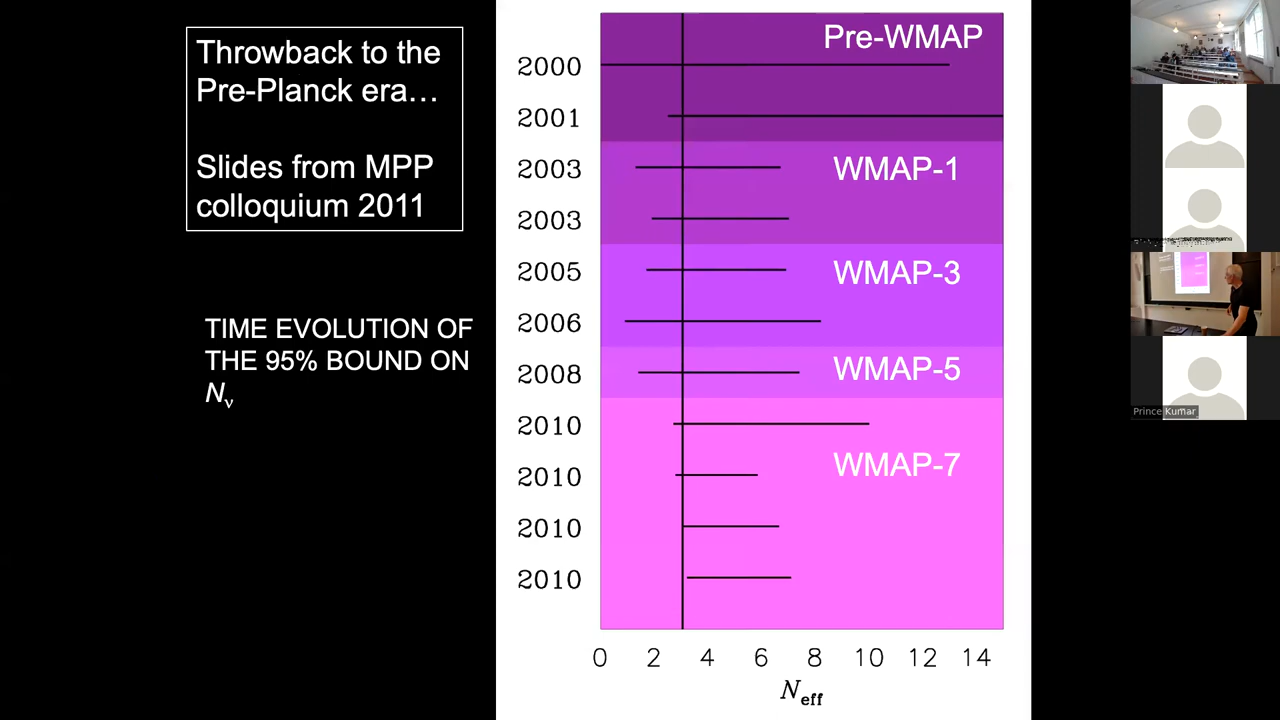 Throwback to the
Pre-Planck era...
Slides from MPP
colloquium 2011
TIME EVOLUTION OF
THE 95% BOUND ON
Nν
Pre-WMAP
2000
2001
2003
WMAP-1
2003
2005
WMAP-3
2006
2008
WMAP-5
2010
WMAP-7
2010
2010
2010
0 2 4 6 8 10 12 14
Neff
Prince Kumar